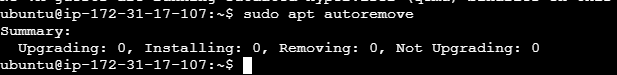 ubuntu@ip-172-31-17-107:~$ sudo apt autoremove
Summary:
  Upgrading: 0, Installing: 0, Removing: 0, Not Upgrading: 0
ubuntu@ip-172-31-17-107:~$